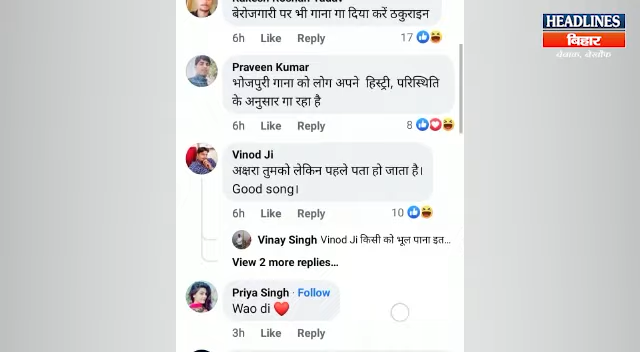 बेरोजगारी पर भी गाना गा दिया करें ठकुराइन
6h Like Reply 17
HEADLINES
बिहार
Praveen Kumar
भोजपुरी गाना को लोग अपने हिस्ट्री, परिस्थिति
के अनुसार गा रहा है
6h Like Reply 8
Vinod Ji
अक्षरा तुमको लेकिन पहले पता हो जाता है।
Good song।
6h Like Reply 10
Vinay Singh Vinod Ji किसी को भूल पाना इत...
View 2 more replies...
Priya Singh · Follow
Wao di ❤️
3h Like Reply